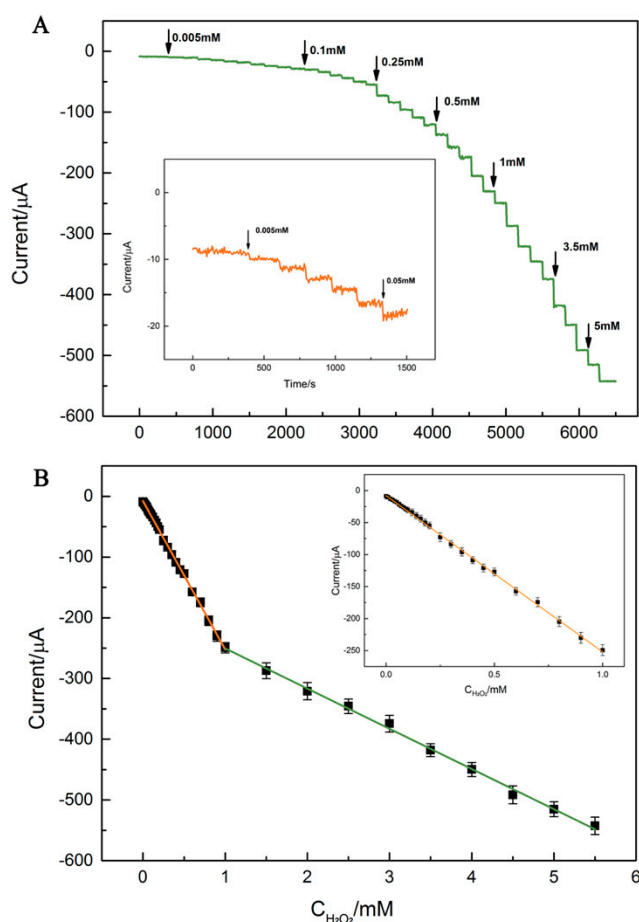 A
0
-100
-200
-300
-400
-500
-600
Current/μA
0.005mM
0.1mM
0.25mM
0.5mM
1mM
3.5mM
5mM
0
-10
-20
Current/μA
0.005mM
0.05mM
0 500 1000 1500
Time/s
0 1000 2000 3000 4000 5000 6000
B
0
-100
-200
-300
-400
-500
-600
Current/μA
0
-50
-100
-150
-200
-250
Current/μA
0.0 0.5 1.0
C_H₂O₂/mM
0 1 2 3 4 5 6
C_H₂O₂/mM